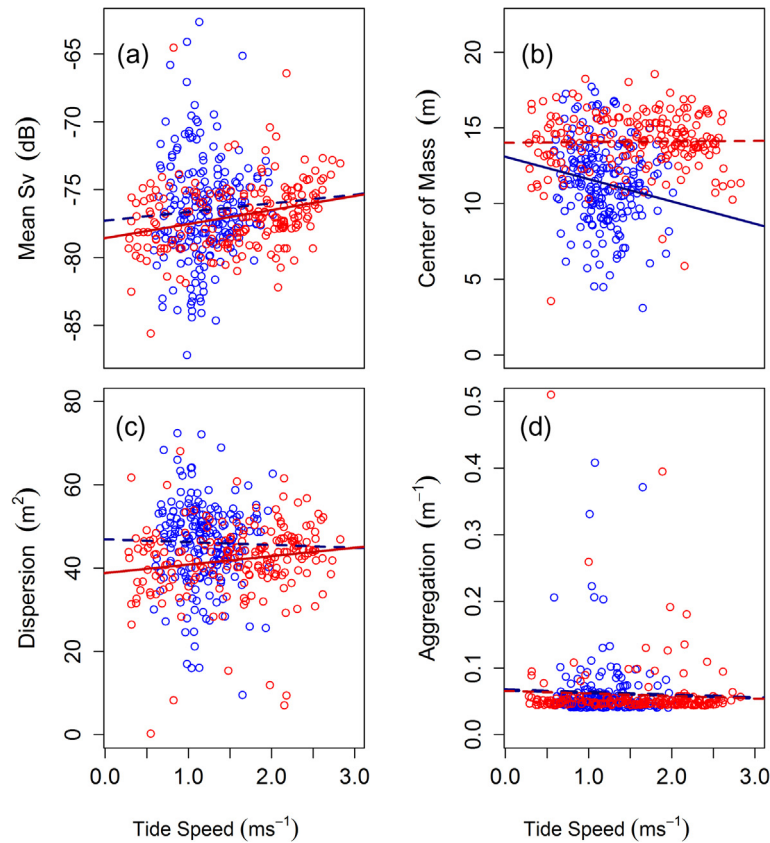 (a)
Mean Sv (dB)
-65
-70
-75
-80
-85
(b)
Center of Mass (m)
20
15
10
5
0
(c)
Dispersion (m²)
80
60
40
20
0
0.0 1.0 2.0 3.0
Tide Speed (ms⁻¹)
(d)
Aggregation (m⁻¹)
0.5
0.4
0.3
0.2
0.1
0.0
0.0 1.0 2.0 3.0
Tide Speed (ms⁻¹)